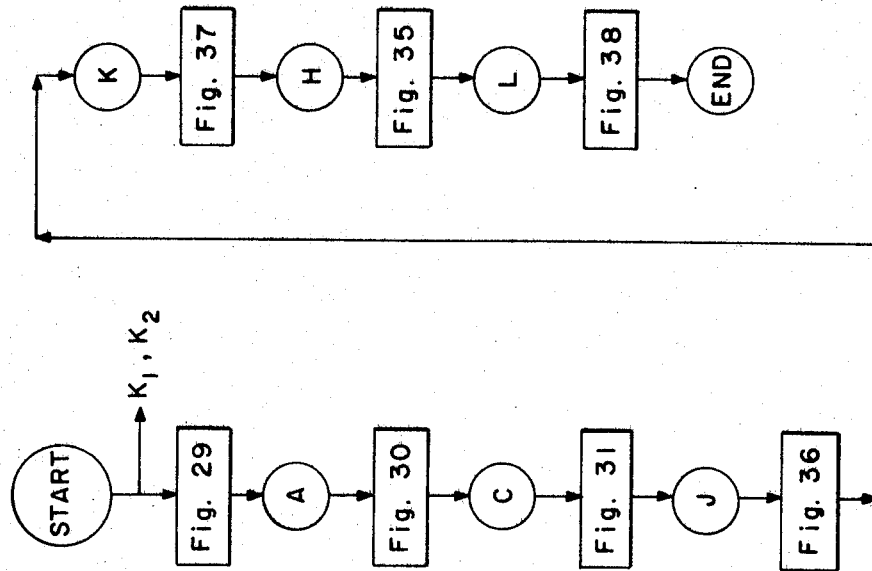 START
K₁, K₂
Fig. 29
A
Fig. 30
C
Fig. 31
J
Fig. 36
K
Fig. 37
H
Fig. 35
L
Fig. 38
END